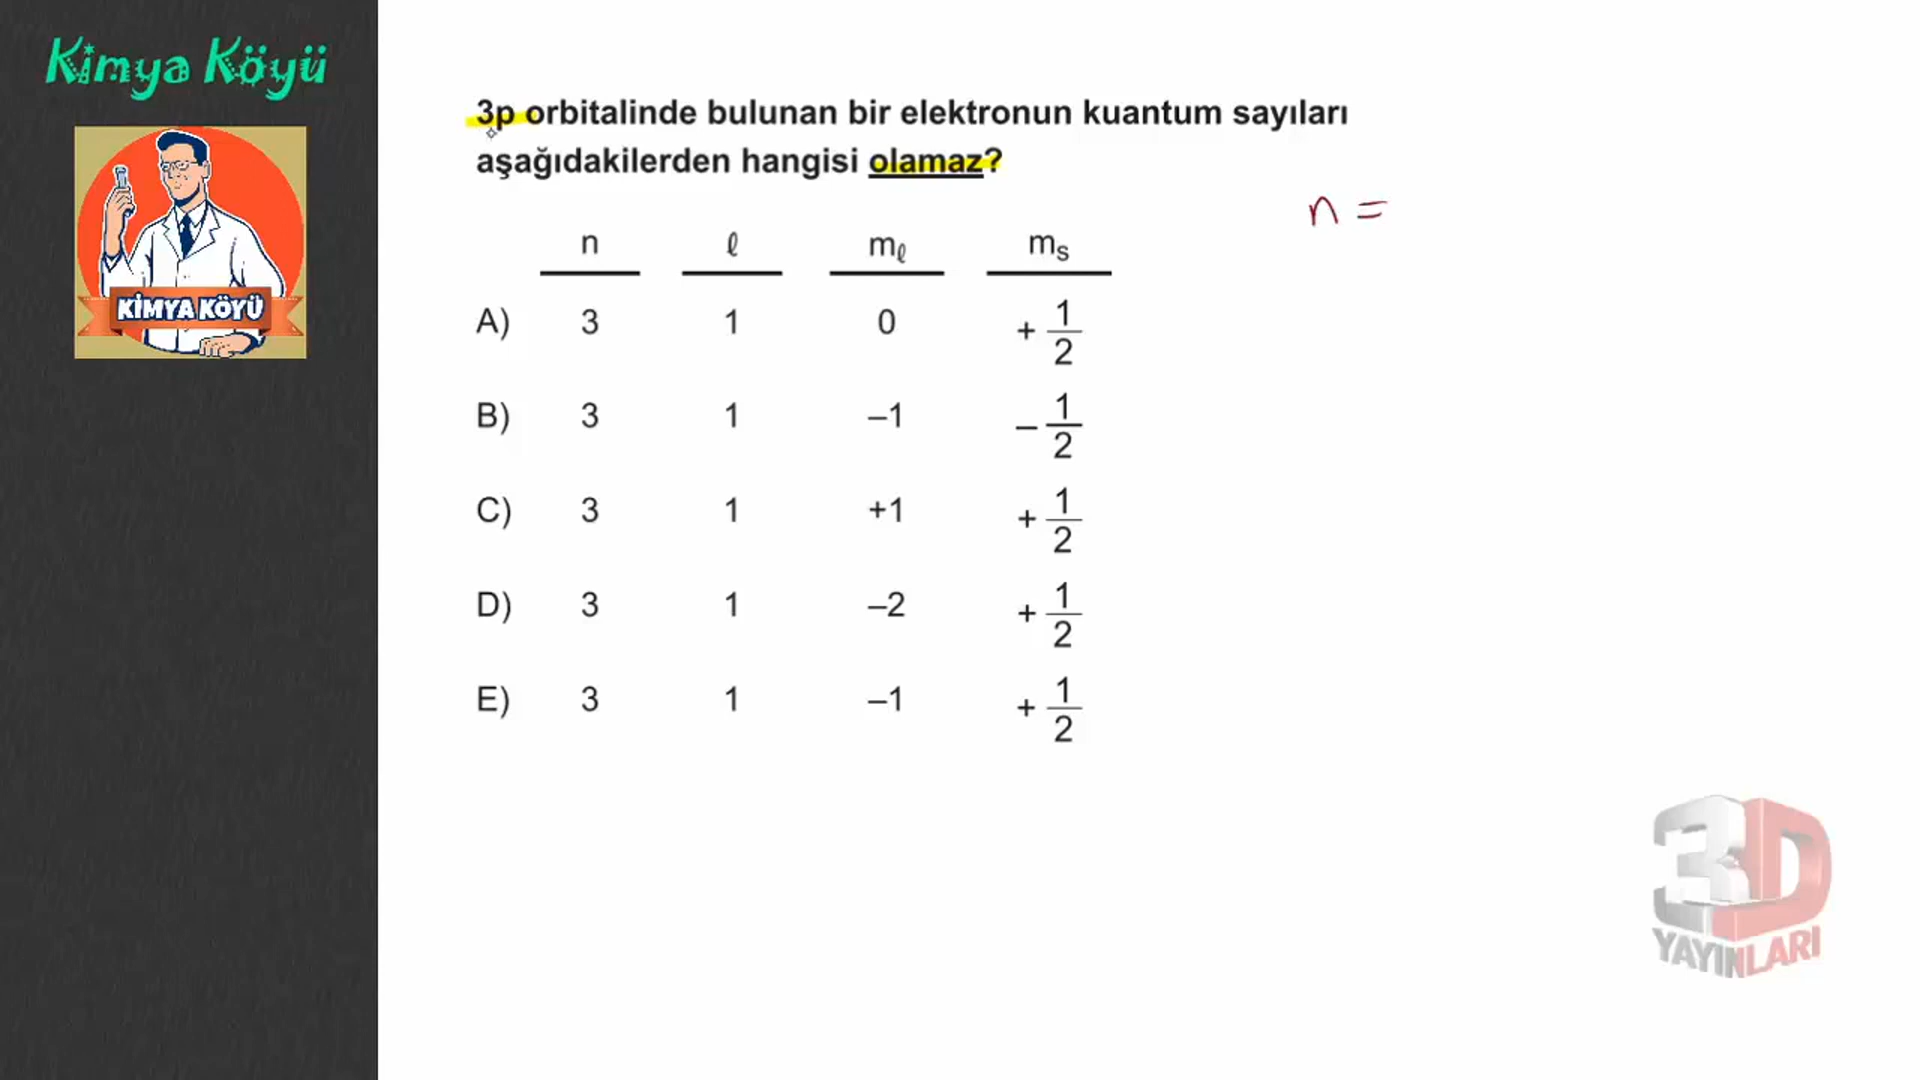 Kimya Köyü
KİMYA KÖYÜ
3p orbitalinde bulunan bir elektronun kuantum sayıları
aşağıdakilerden hangisi olamaz?
n =
n ℓ mℓ ms
A) 3 1 0 + 1/2
B) 3 1 –1 – 1/2
C) 3 1 +1 + 1/2
D) 3 1 –2 + 1/2
E) 3 1 –1 + 1/2
3D
YAYINLARI